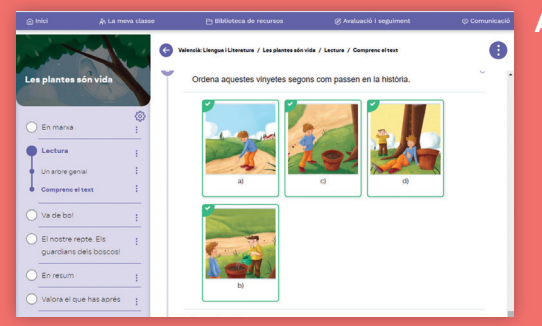 Inici
La meva classe
Biblioteca de recursos
Avaluació i seguiment
Comunicació
Valencià: Llengua i Literatura / Les plantes són vida / Lectura / Comprenc el text
Les plantes són vida
En marxa
Lectura
Un arbre genial
Comprenc el text
Va de bo!
El nostre repte. Els
guardians dels boscos!
En resum
Valora el que has après
Ordena aquestes vinyetes segons com passen en la història.
a)
c)
d)
b)
A